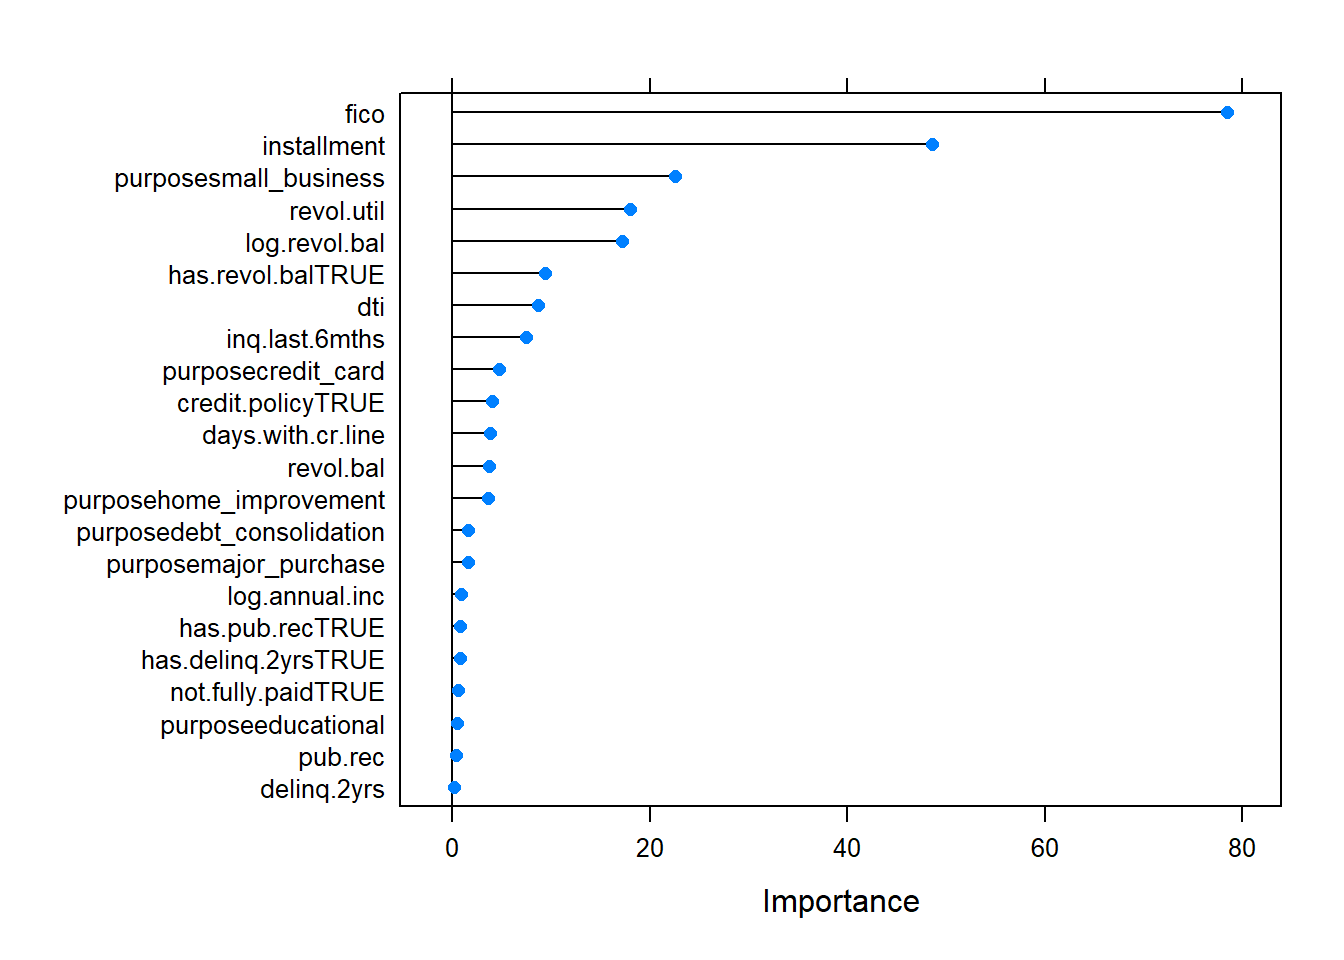 fico
installment
purposesmall_business
revol.util
log.revol.bal
has.revol.balTRUE
dti
inq.last.6mths
purposecredit_card
credit.policyTRUE
days.with.cr.line
revol.bal
purposehome_improvement
purposedebt_consolidation
purposemajor_purchase
log.annual.inc
has.pub.recTRUE
has.delinq.2yrsTRUE
not.fully.paidTRUE
purposeeducational
pub.rec
delinq.2yrs
0 20 40 60 80
Importance